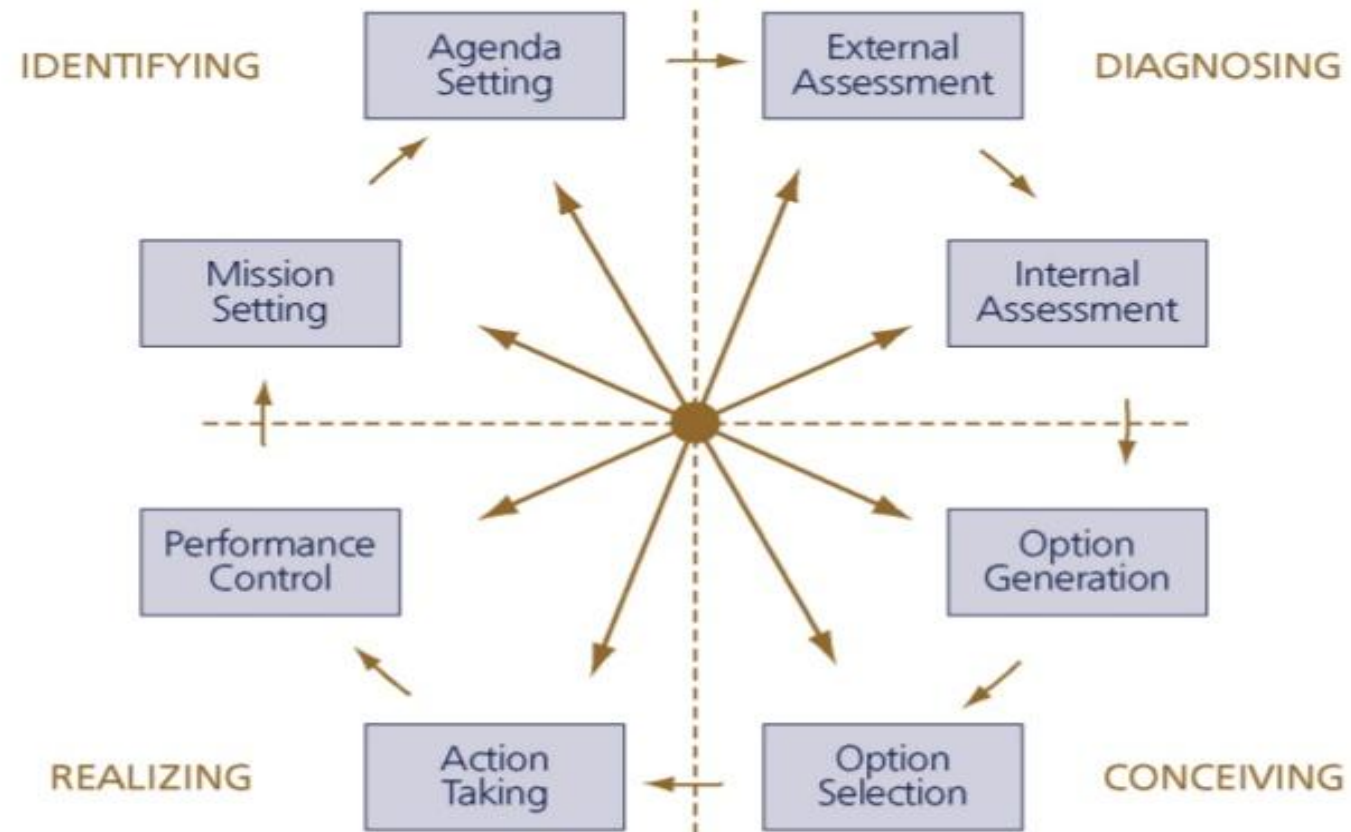 IDENTIFYING
Agenda
Setting
External
Assessment
DIAGNOSING
Mission
Setting
Internal
Assessment
Performance
Control
Option
Generation
REALIZING
Action
Taking
Option
Selection
CONCEIVING